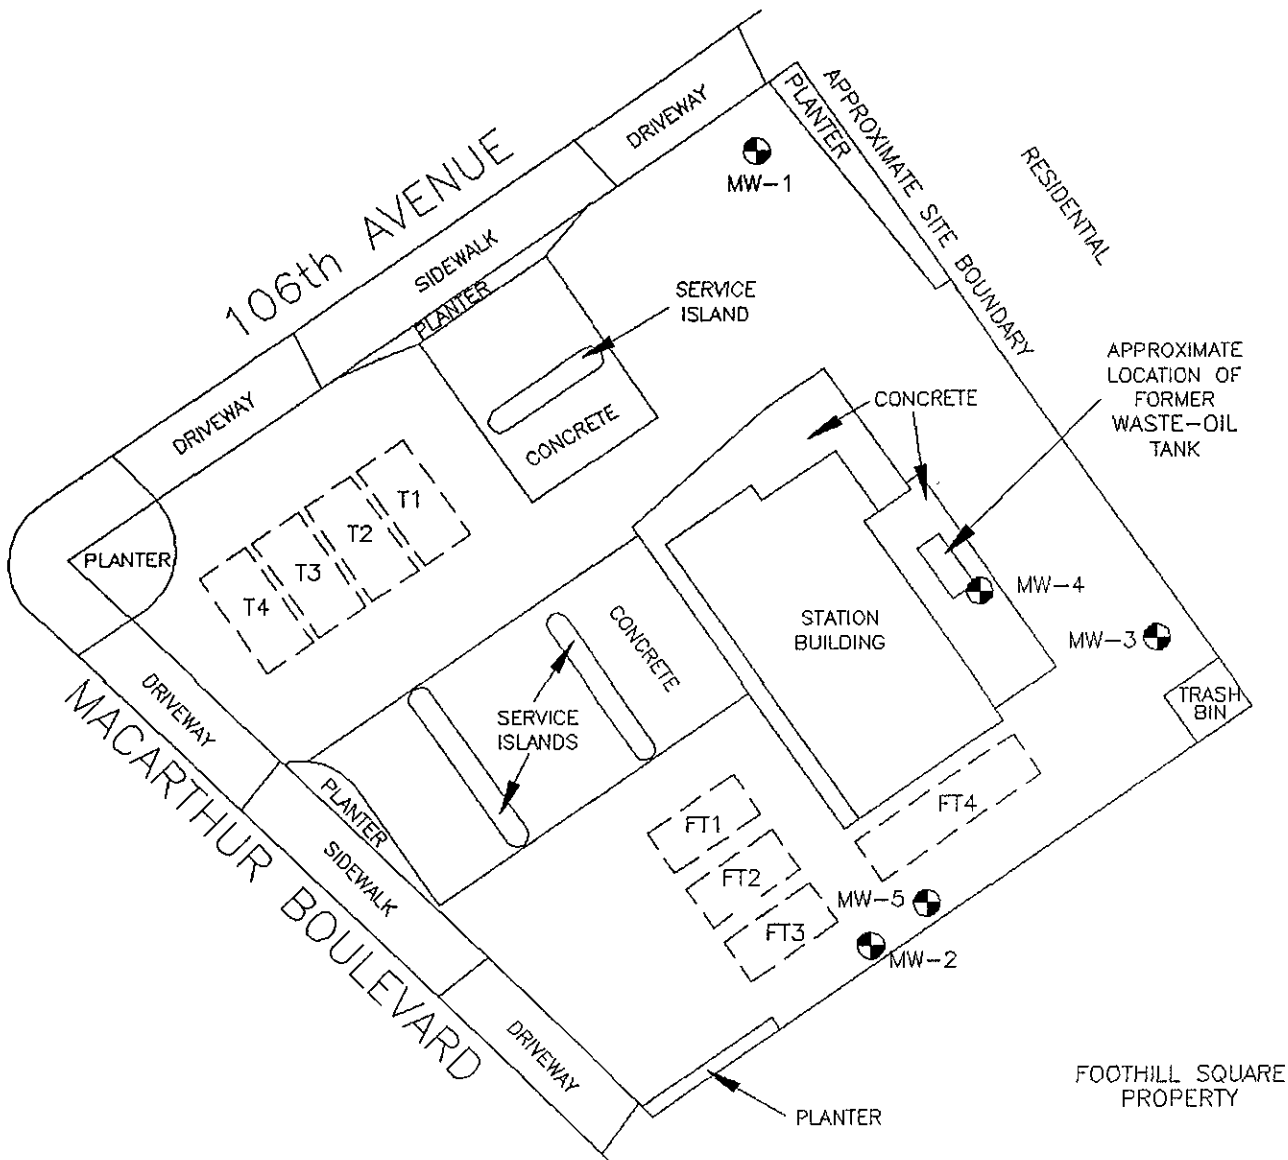 106th AVENUE
DRIVEWAY
PLANTER
APPROXIMATE SITE BOUNDARY
RESIDENTIAL
MW-1
SIDEWALK
PLANTER
SERVICE
ISLAND
CONCRETE
DRIVEWAY
CONCRETE
APPROXIMATE
LOCATION OF
FORMER
WASTE-OIL
TANK
T1
T2
T3
T4
PLANTER
MW-4
STATION
BUILDING
MW-3
CONCRETE
TRASH
BIN
DRIVEWAY
SERVICE
ISLANDS
MACARTHUR BOULEVARD
PLANTER
SIDEWALK
FT1
FT2
FT3
FT4
MW-5
MW-2
DRIVEWAY
PLANTER
FOOTHILL SQUARE
PROPERTY